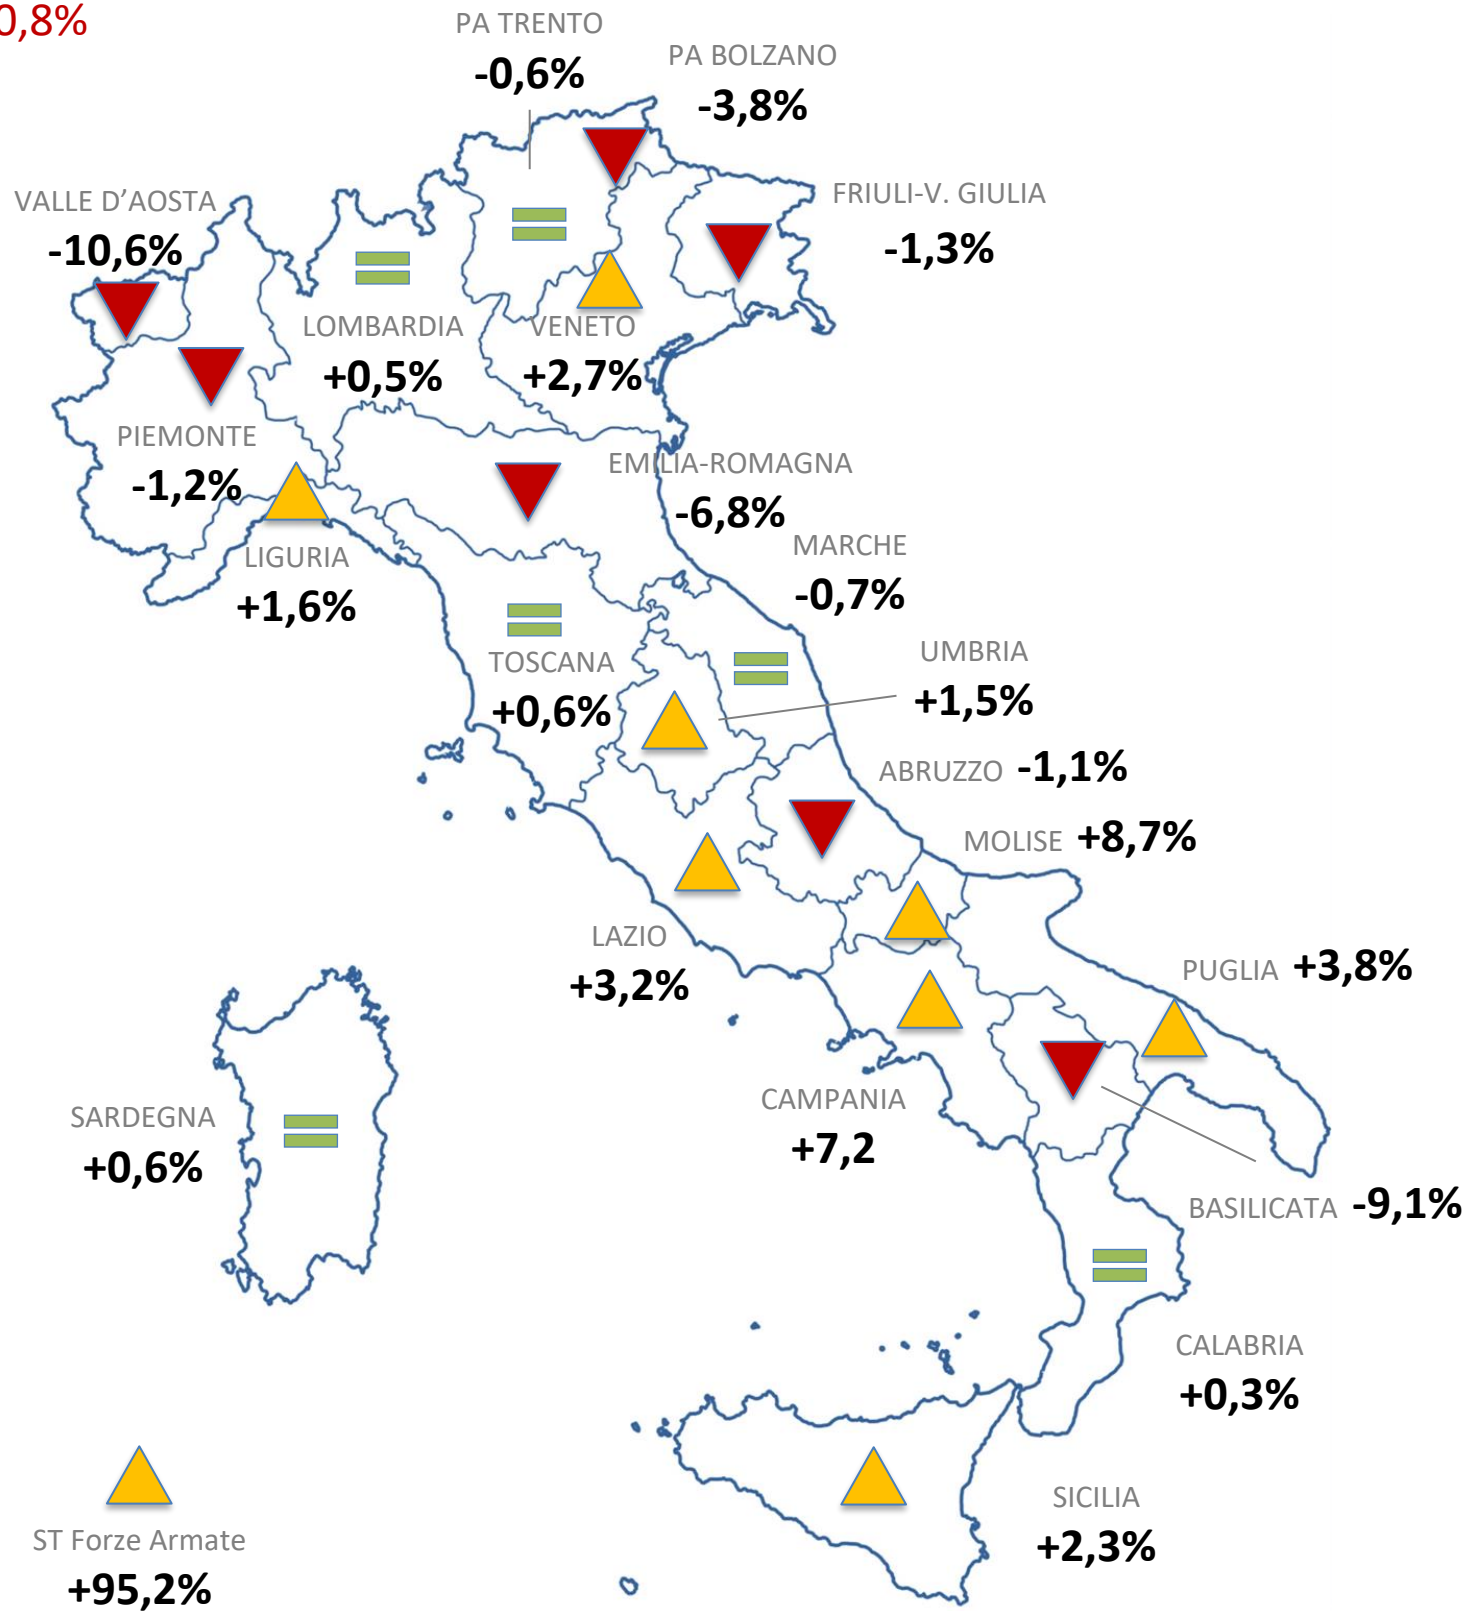 0,8%
PA TRENTO
-0,6%
PA BOLZANO
-3,8%
VALLE D’AOSTA
-10,6%
FRIULI-V. GIULIA
-1,3%
LOMBARDIA
+0,5%
VENETO
+2,7%
PIEMONTE
-1,2%
EMILIA-ROMAGNA
-6,8%
LIGURIA
+1,6%
MARCHE
-0,7%
TOSCANA
+0,6%
UMBRIA
+1,5%
ABRUZZO -1,1%
MOLISE +8,7%
LAZIO
+3,2%
PUGLIA +3,8%
CAMPANIA
+7,2
SARDEGNA
+0,6%
BASILICATA -9,1%
CALABRIA
+0,3%
SICILIA
+2,3%
ST Forze Armate
+95,2%